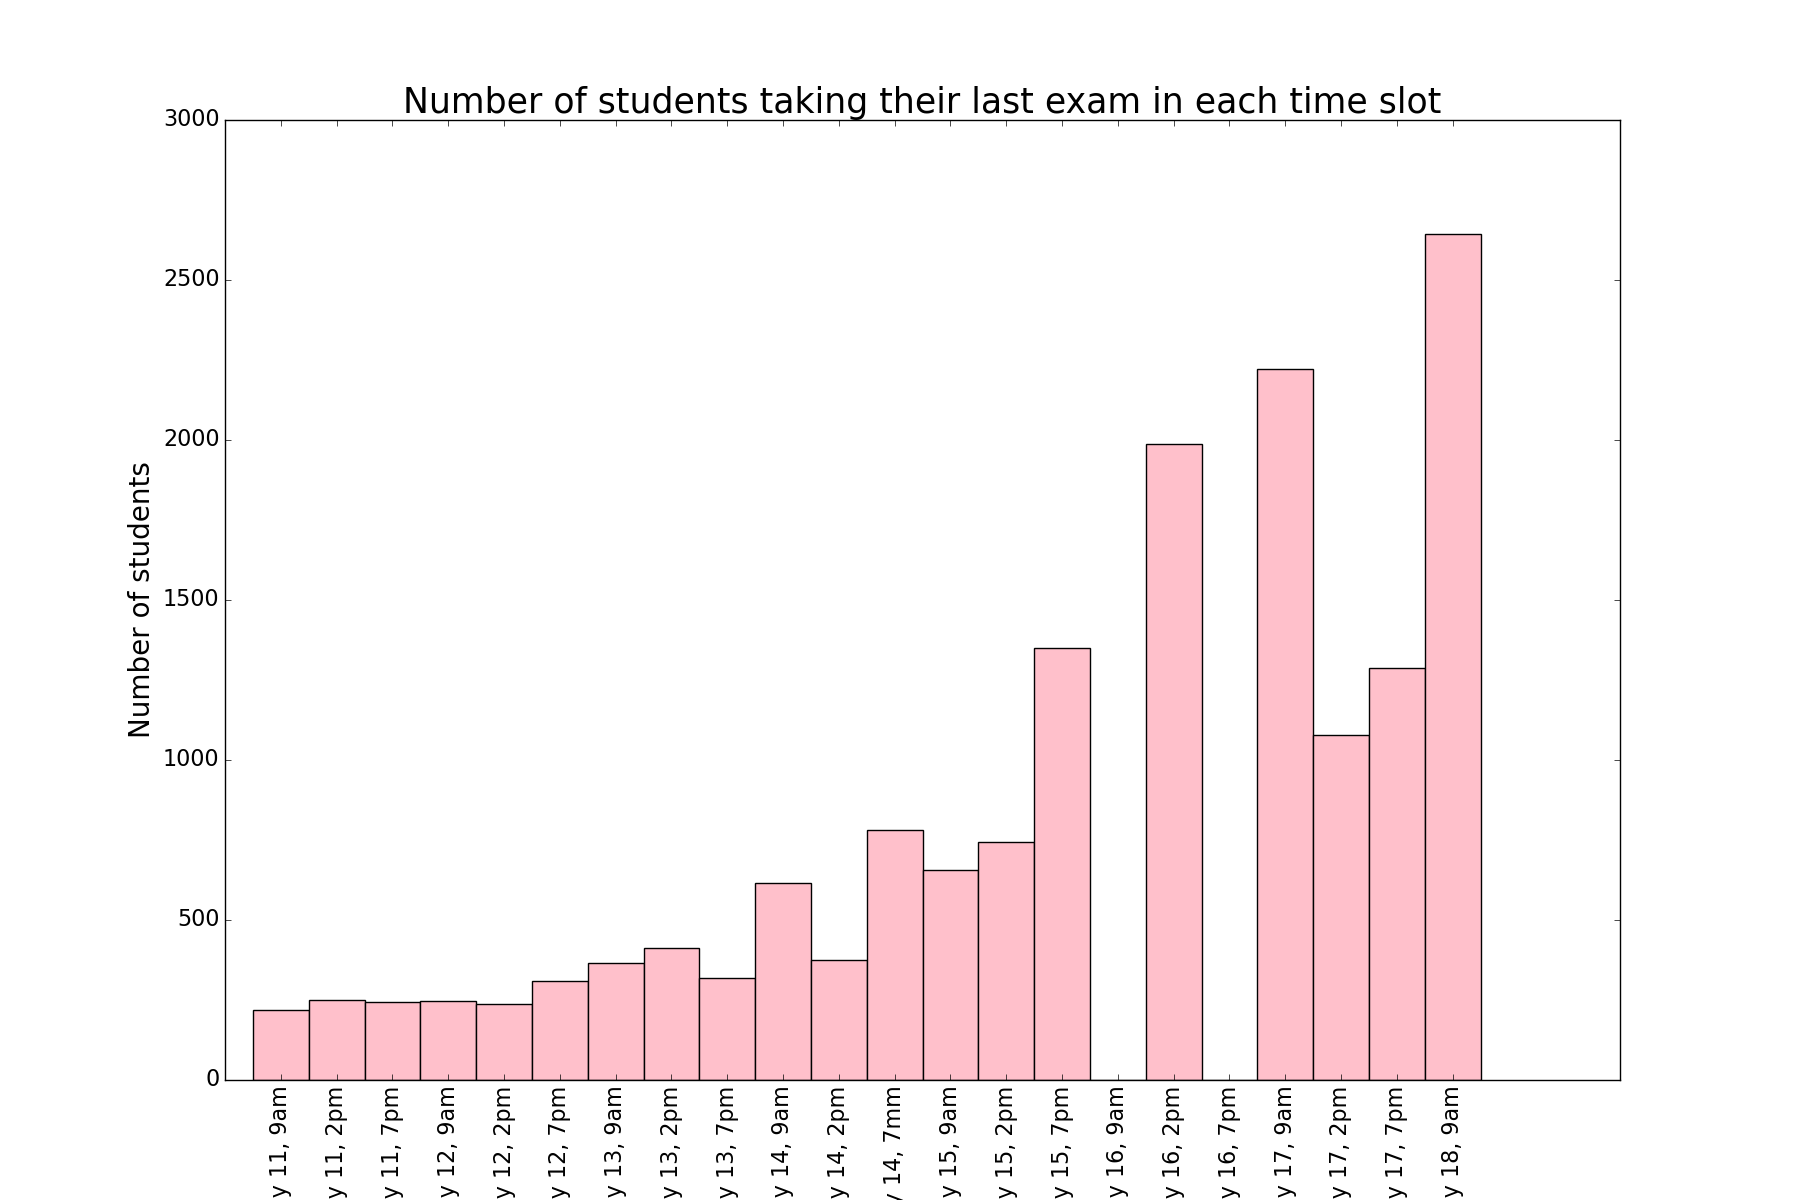 Number of students taking their last exam in each time slot
3000
2500
2000
1500
1000
500
0
Number of students
y 11, 9am
y 11, 2pm
y 11, 7pm
y 12, 9am
y 12, 2pm
y 12, 7pm
y 13, 9am
y 13, 2pm
y 13, 7pm
y 14, 9am
y 14, 2pm
y 14, 7mm
y 15, 9am
y 15, 2pm
y 15, 7pm
y 16, 9am
y 16, 2pm
y 16, 7pm
y 17, 9am
y 17, 2pm
y 17, 7pm
y 18, 9am